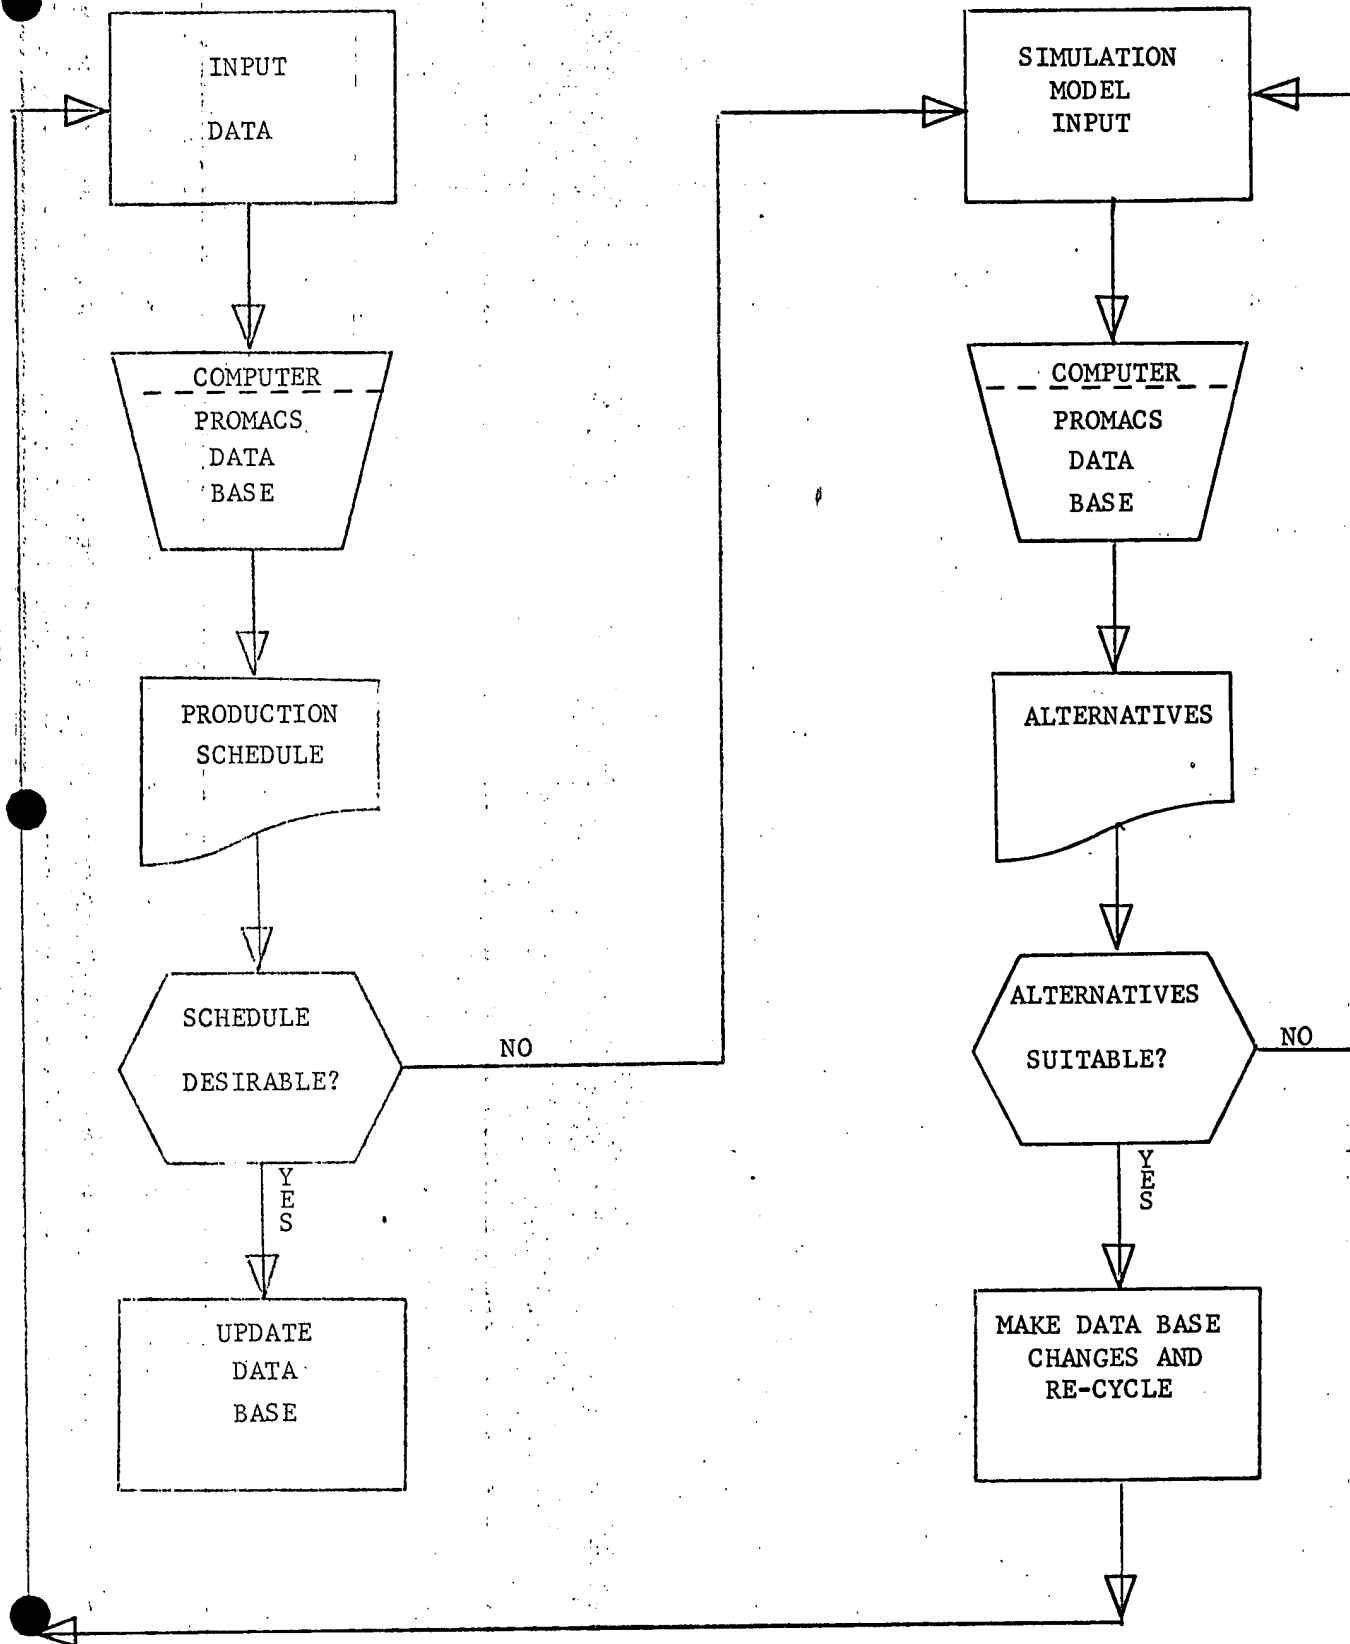 INPUT
DATA
COMPUTER
PROMACS
DATA
BASE
PRODUCTION
SCHEDULE
SCHEDULE
DESIRABLE?
NO
YES
UPDATE
DATA
BASE
SIMULATION
MODEL
INPUT
COMPUTER
PROMACS
DATA
BASE
ALTERNATIVES
ALTERNATIVES
SUITABLE?
NO
YES
MAKE DATA BASE
CHANGES AND
RE-CYCLE